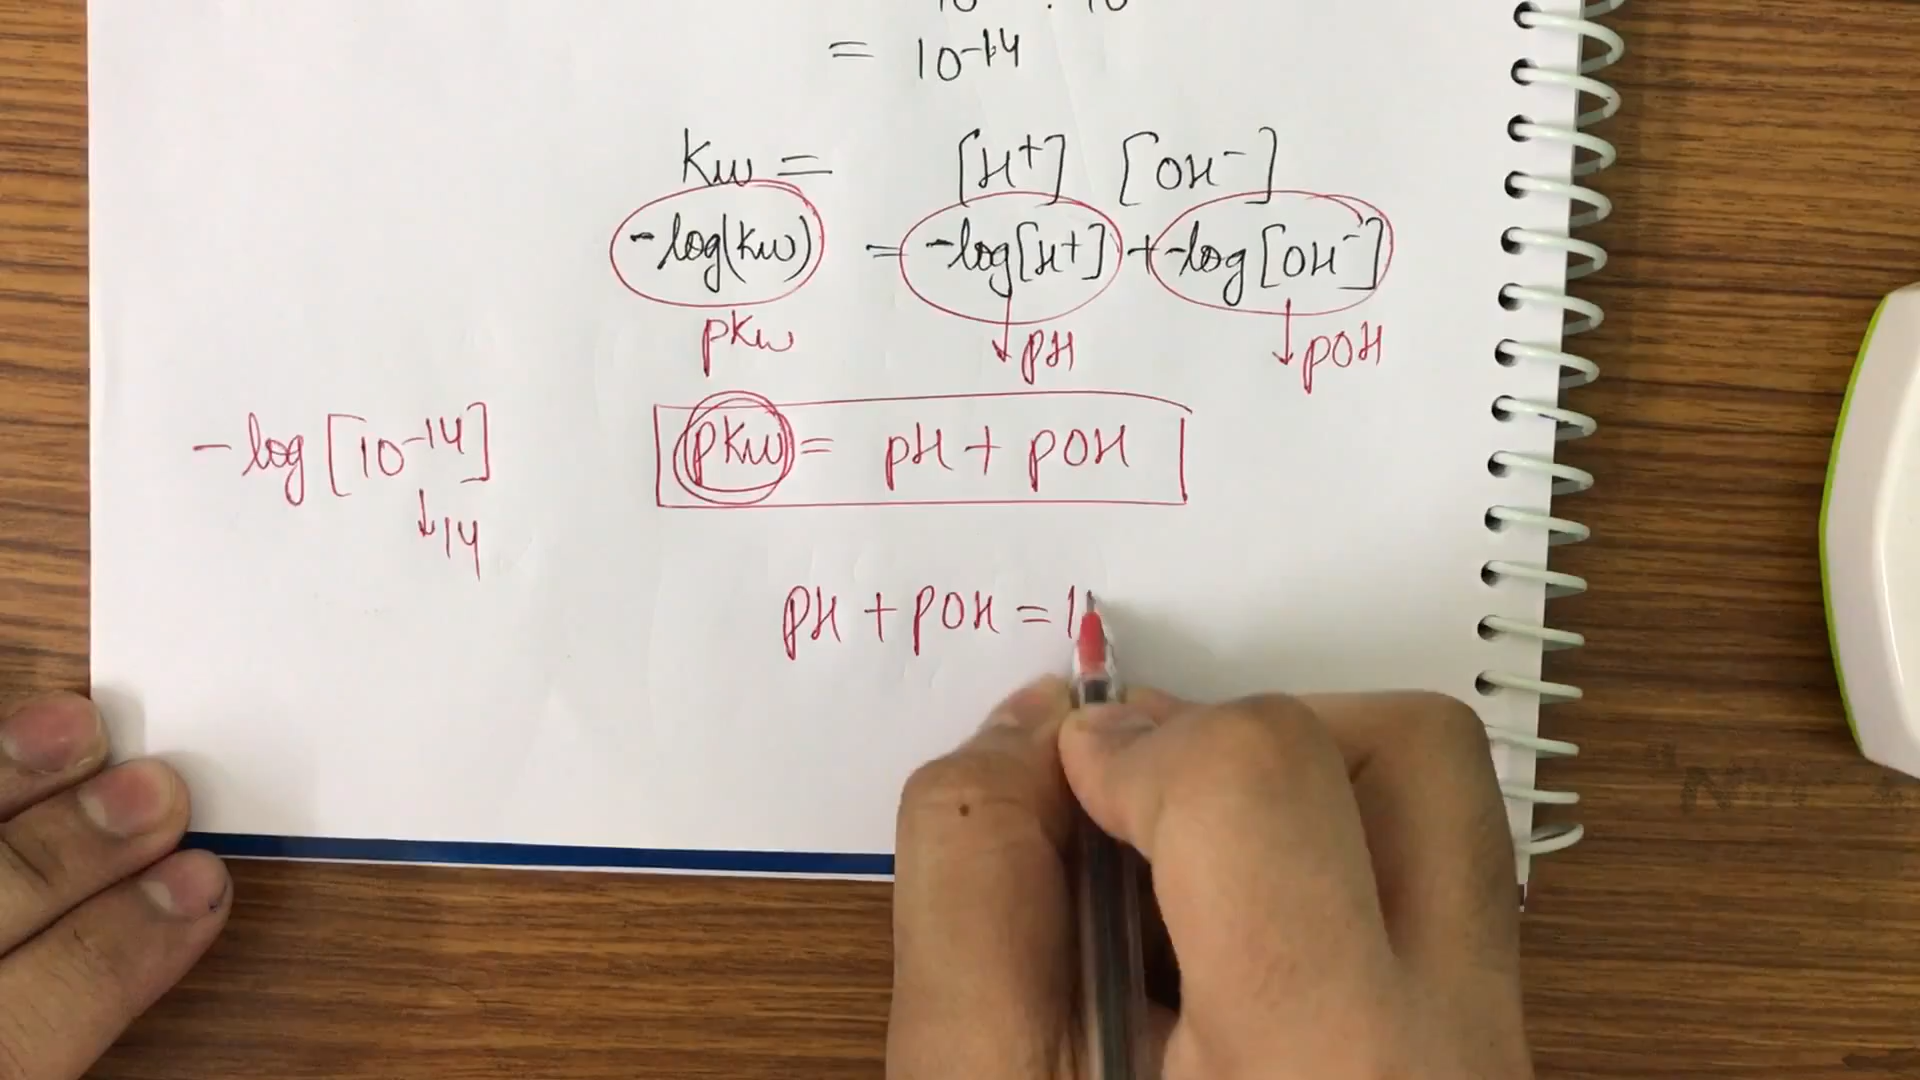 = 10⁻¹⁴
Kw = [H⁺] [OH⁻]
-log(Kw) = -log[H+] + -log[OH⁻]
pKw ↓pH ↓pOH
-log[10⁻¹⁴] pKw = pH + pOH
↓14
pH + pOH = 1